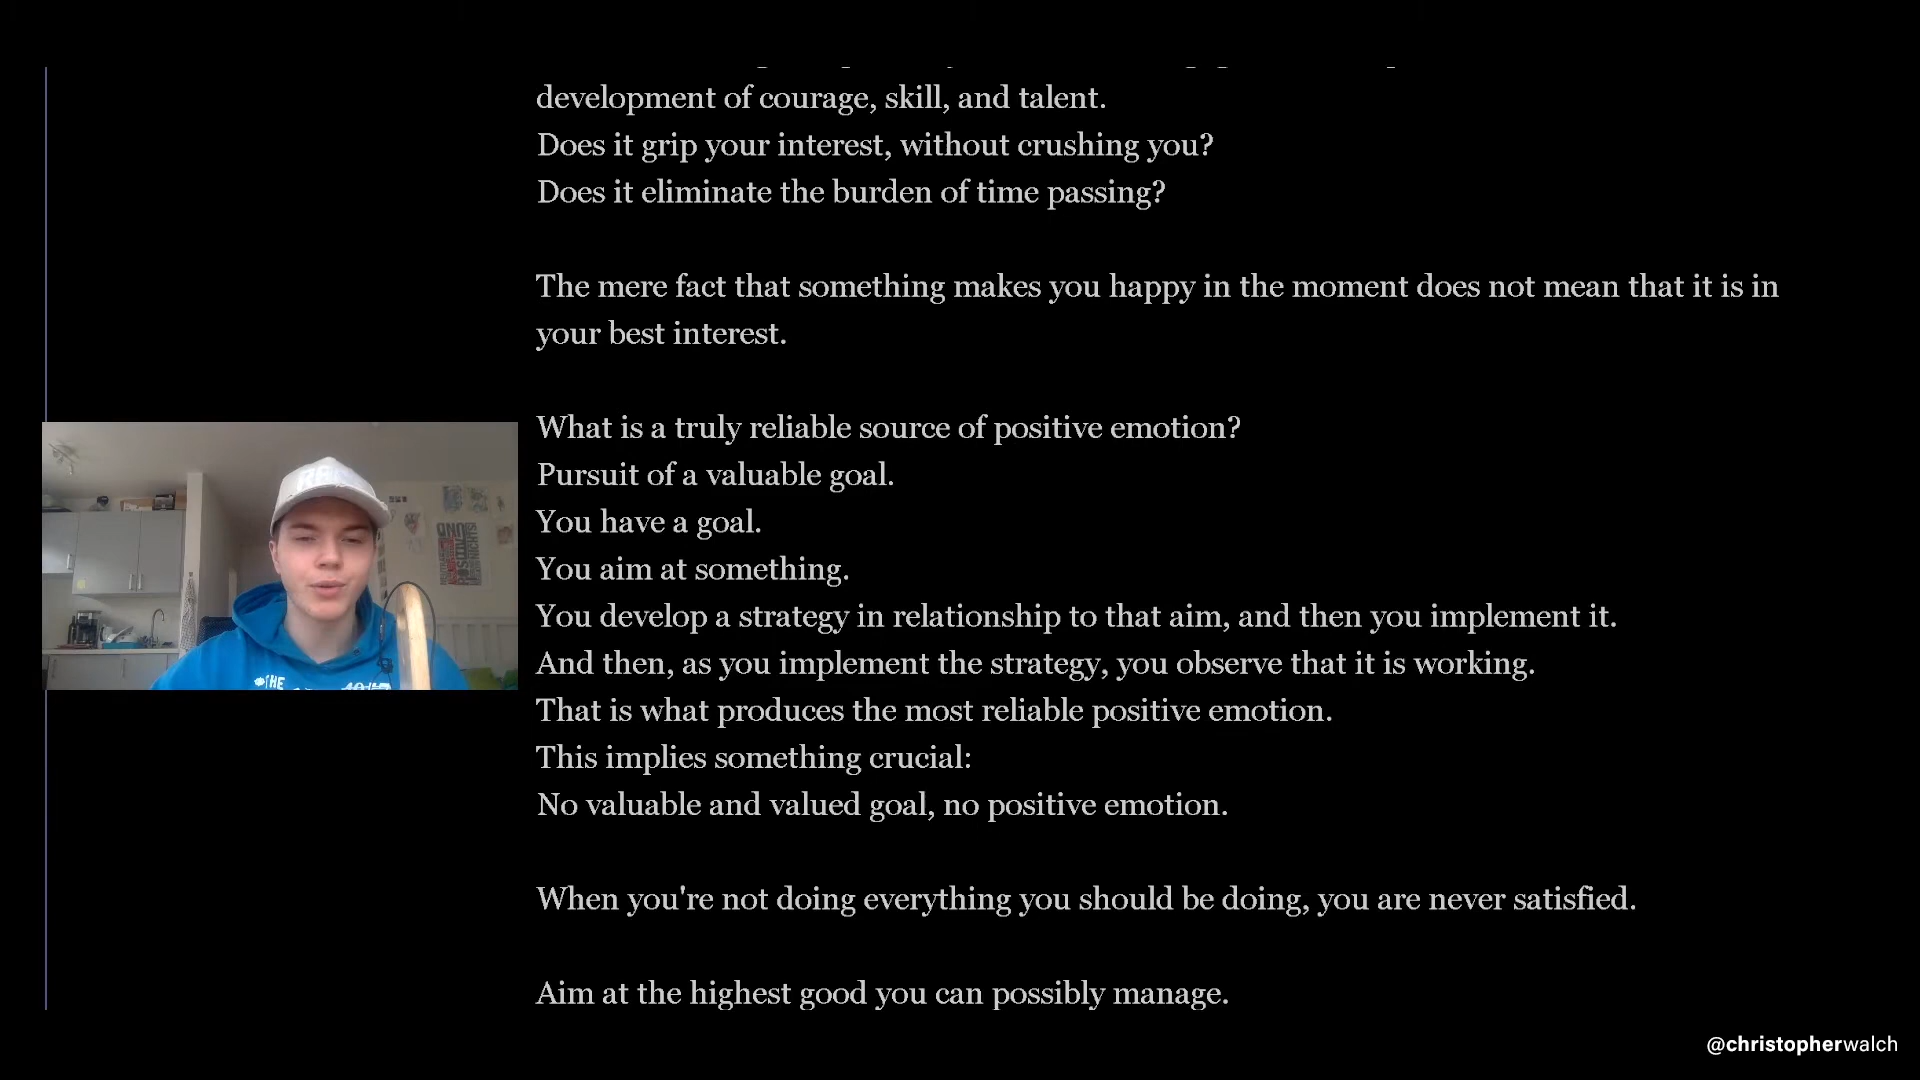 development of courage, skill, and talent.
Does it grip your interest, without crushing you?
Does it eliminate the burden of time passing?
The mere fact that something makes you happy in the moment does not mean that it is in
your best interest.
What is a truly reliable source of positive emotion?
Pursuit of a valuable goal.
You have a goal.
You aim at something.
You develop a strategy in relationship to that aim, and then you implement it.
And then, as you implement the strategy, you observe that it is working.
That is what produces the most reliable positive emotion.
This implies something crucial:
No valuable and valued goal, no positive emotion.
When you're not doing everything you should be doing, you are never satisfied.
Aim at the highest good you can possibly manage.
THE
@christopherwalch